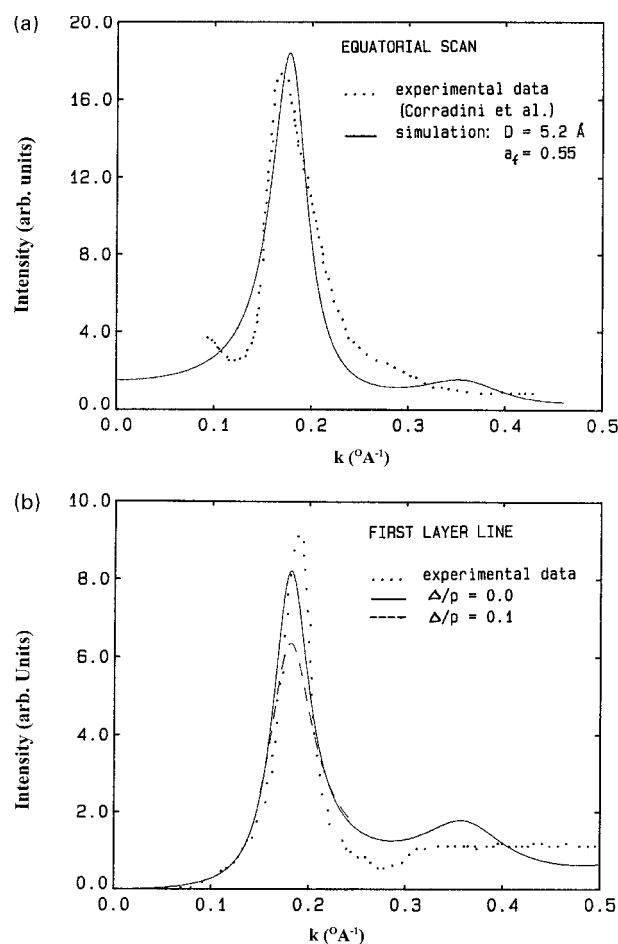 (a)
20.0
16.0
12.0
8.0
4.0
0.0
Intensity (arb. units)
EQUATORIAL SCAN
experimental data
(Corradini et al.)
simulation: D = 5.2 Å
a_f = 0.55
0.0 0.1 0.2 0.3 0.4 0.5
k (⁰A⁻¹)
(b)
10.0
8.0
6.0
4.0
2.0
0.0
Intensity (arb. Units)
FIRST LAYER LINE
experimental data
Δ/p = 0.0
Δ/p = 0.1
0.0 0.1 0.2 0.3 0.4 0.5
k (⁰A⁻¹)